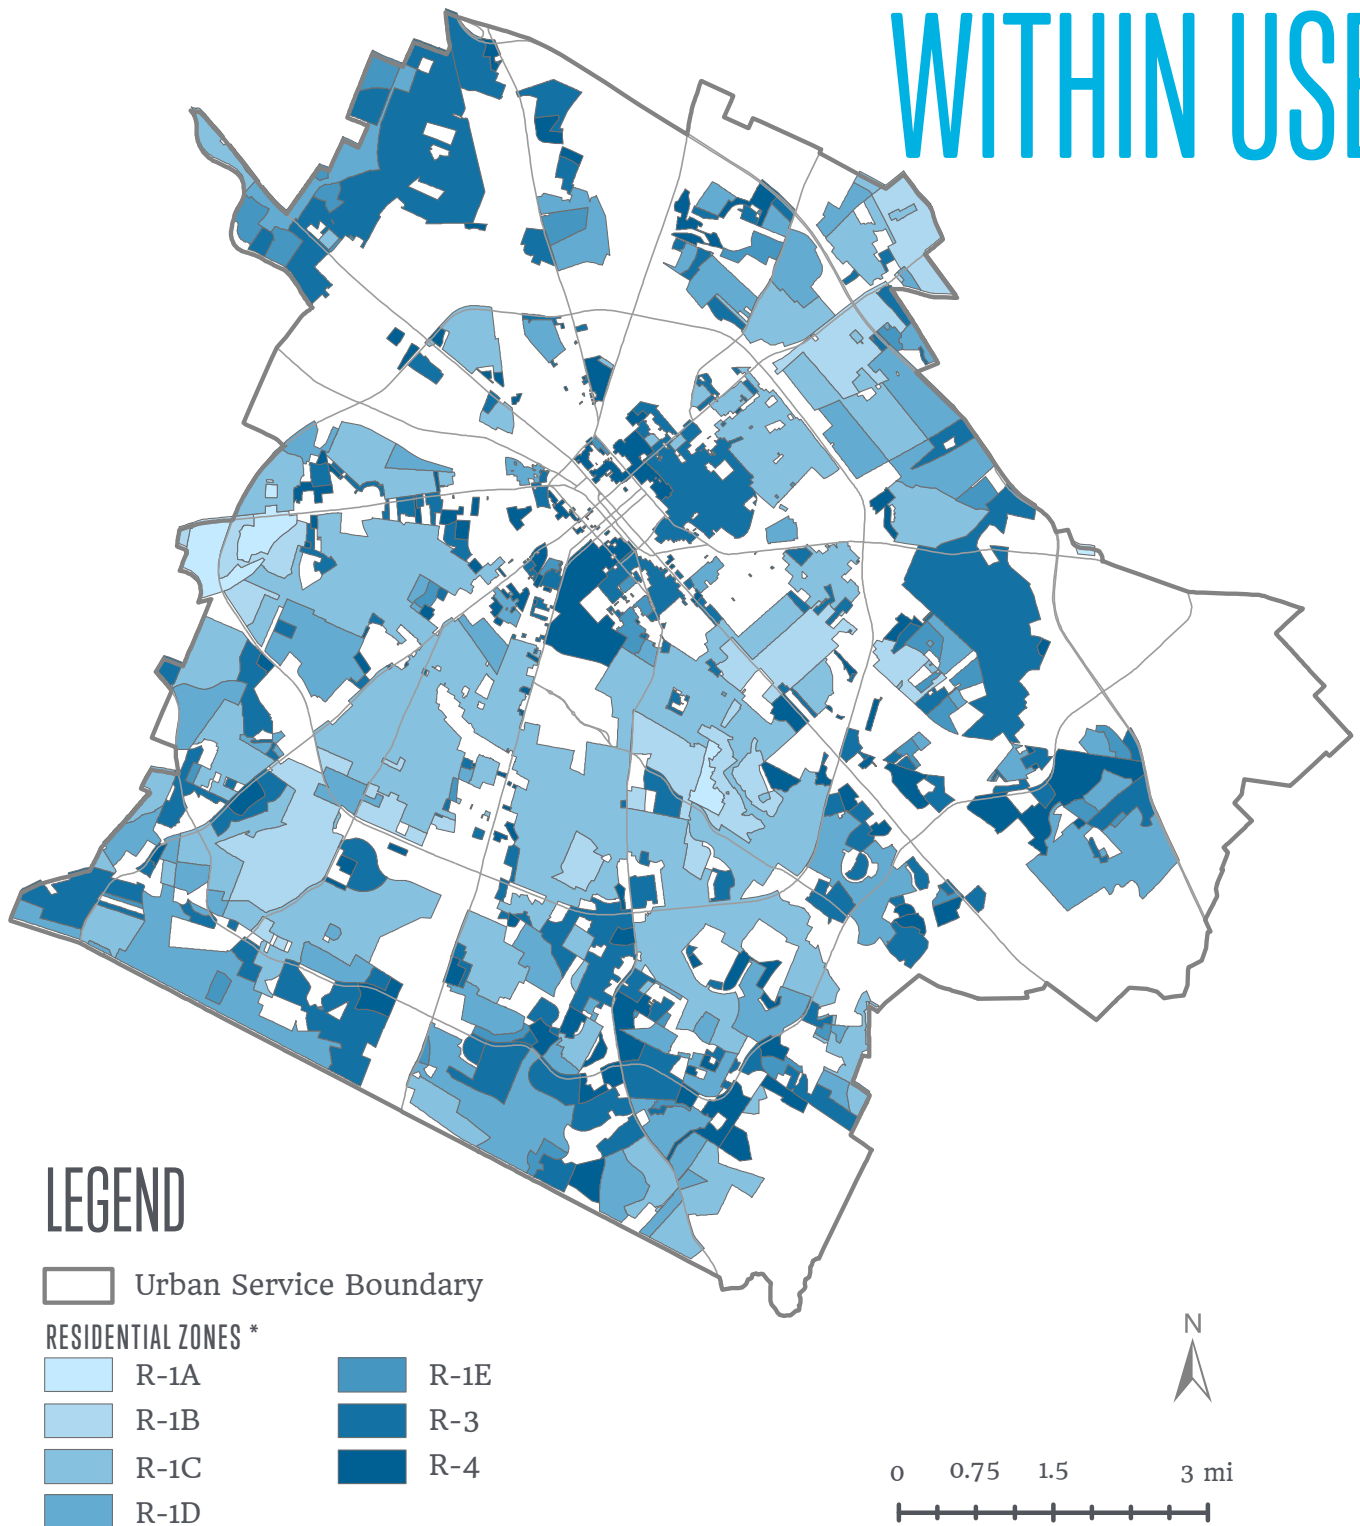 WITHIN USB
LEGEND
Urban Service Boundary
RESIDENTIAL ZONES *
R-1A
R-1B
R-1C
R-1D
R-1E
R-3
R-4
N
0 0.75 1.5 3 mi